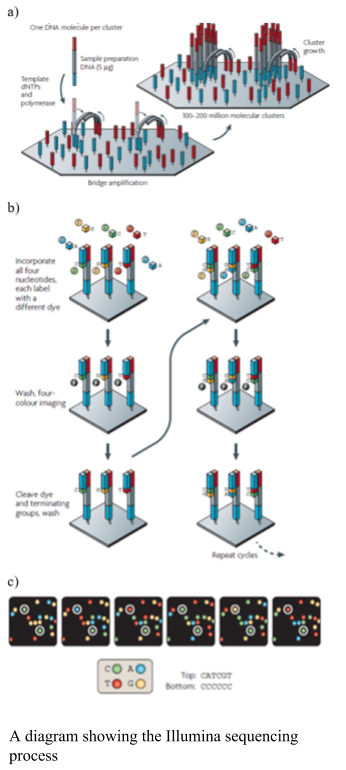 a)
One DNA molecule per cluster
Sample preparation
DNA (5 µg)
Template
dNTPs
and
polymerase
Bridge amplification
Cluster
growth
100–200 million molecular clusters
b)
Incorporate
all four
nucleotides,
each label
with a
different dye
Wash, four-
colour imaging
Cleave dye
and terminating
groups, wash
Repeat cycles
c)
C A
T G
Top: CATCGT
Bottom: CCCCCC
A diagram showing the Illumina sequencing
process